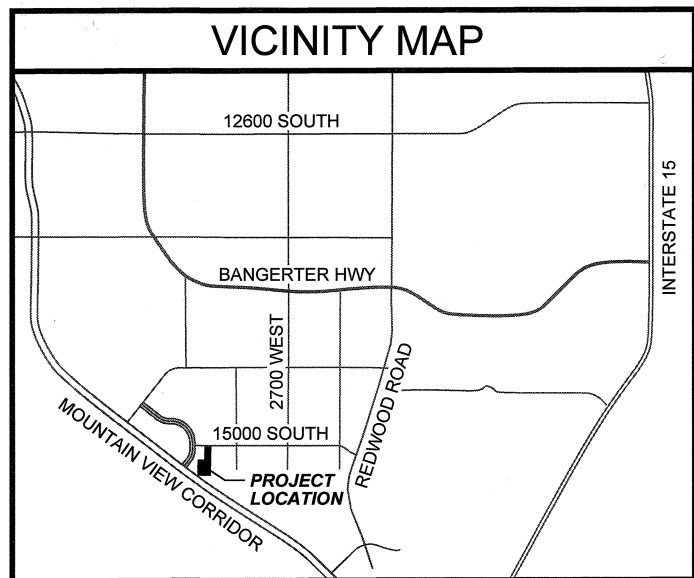 VICINITY MAP
12600 SOUTH
INTERSTATE 15
BANGERTER HWY
2700 WEST
REDWOOD ROAD
15000 SOUTH
MOUNTAIN VIEW CORRIDOR
PROJECT
LOCATION